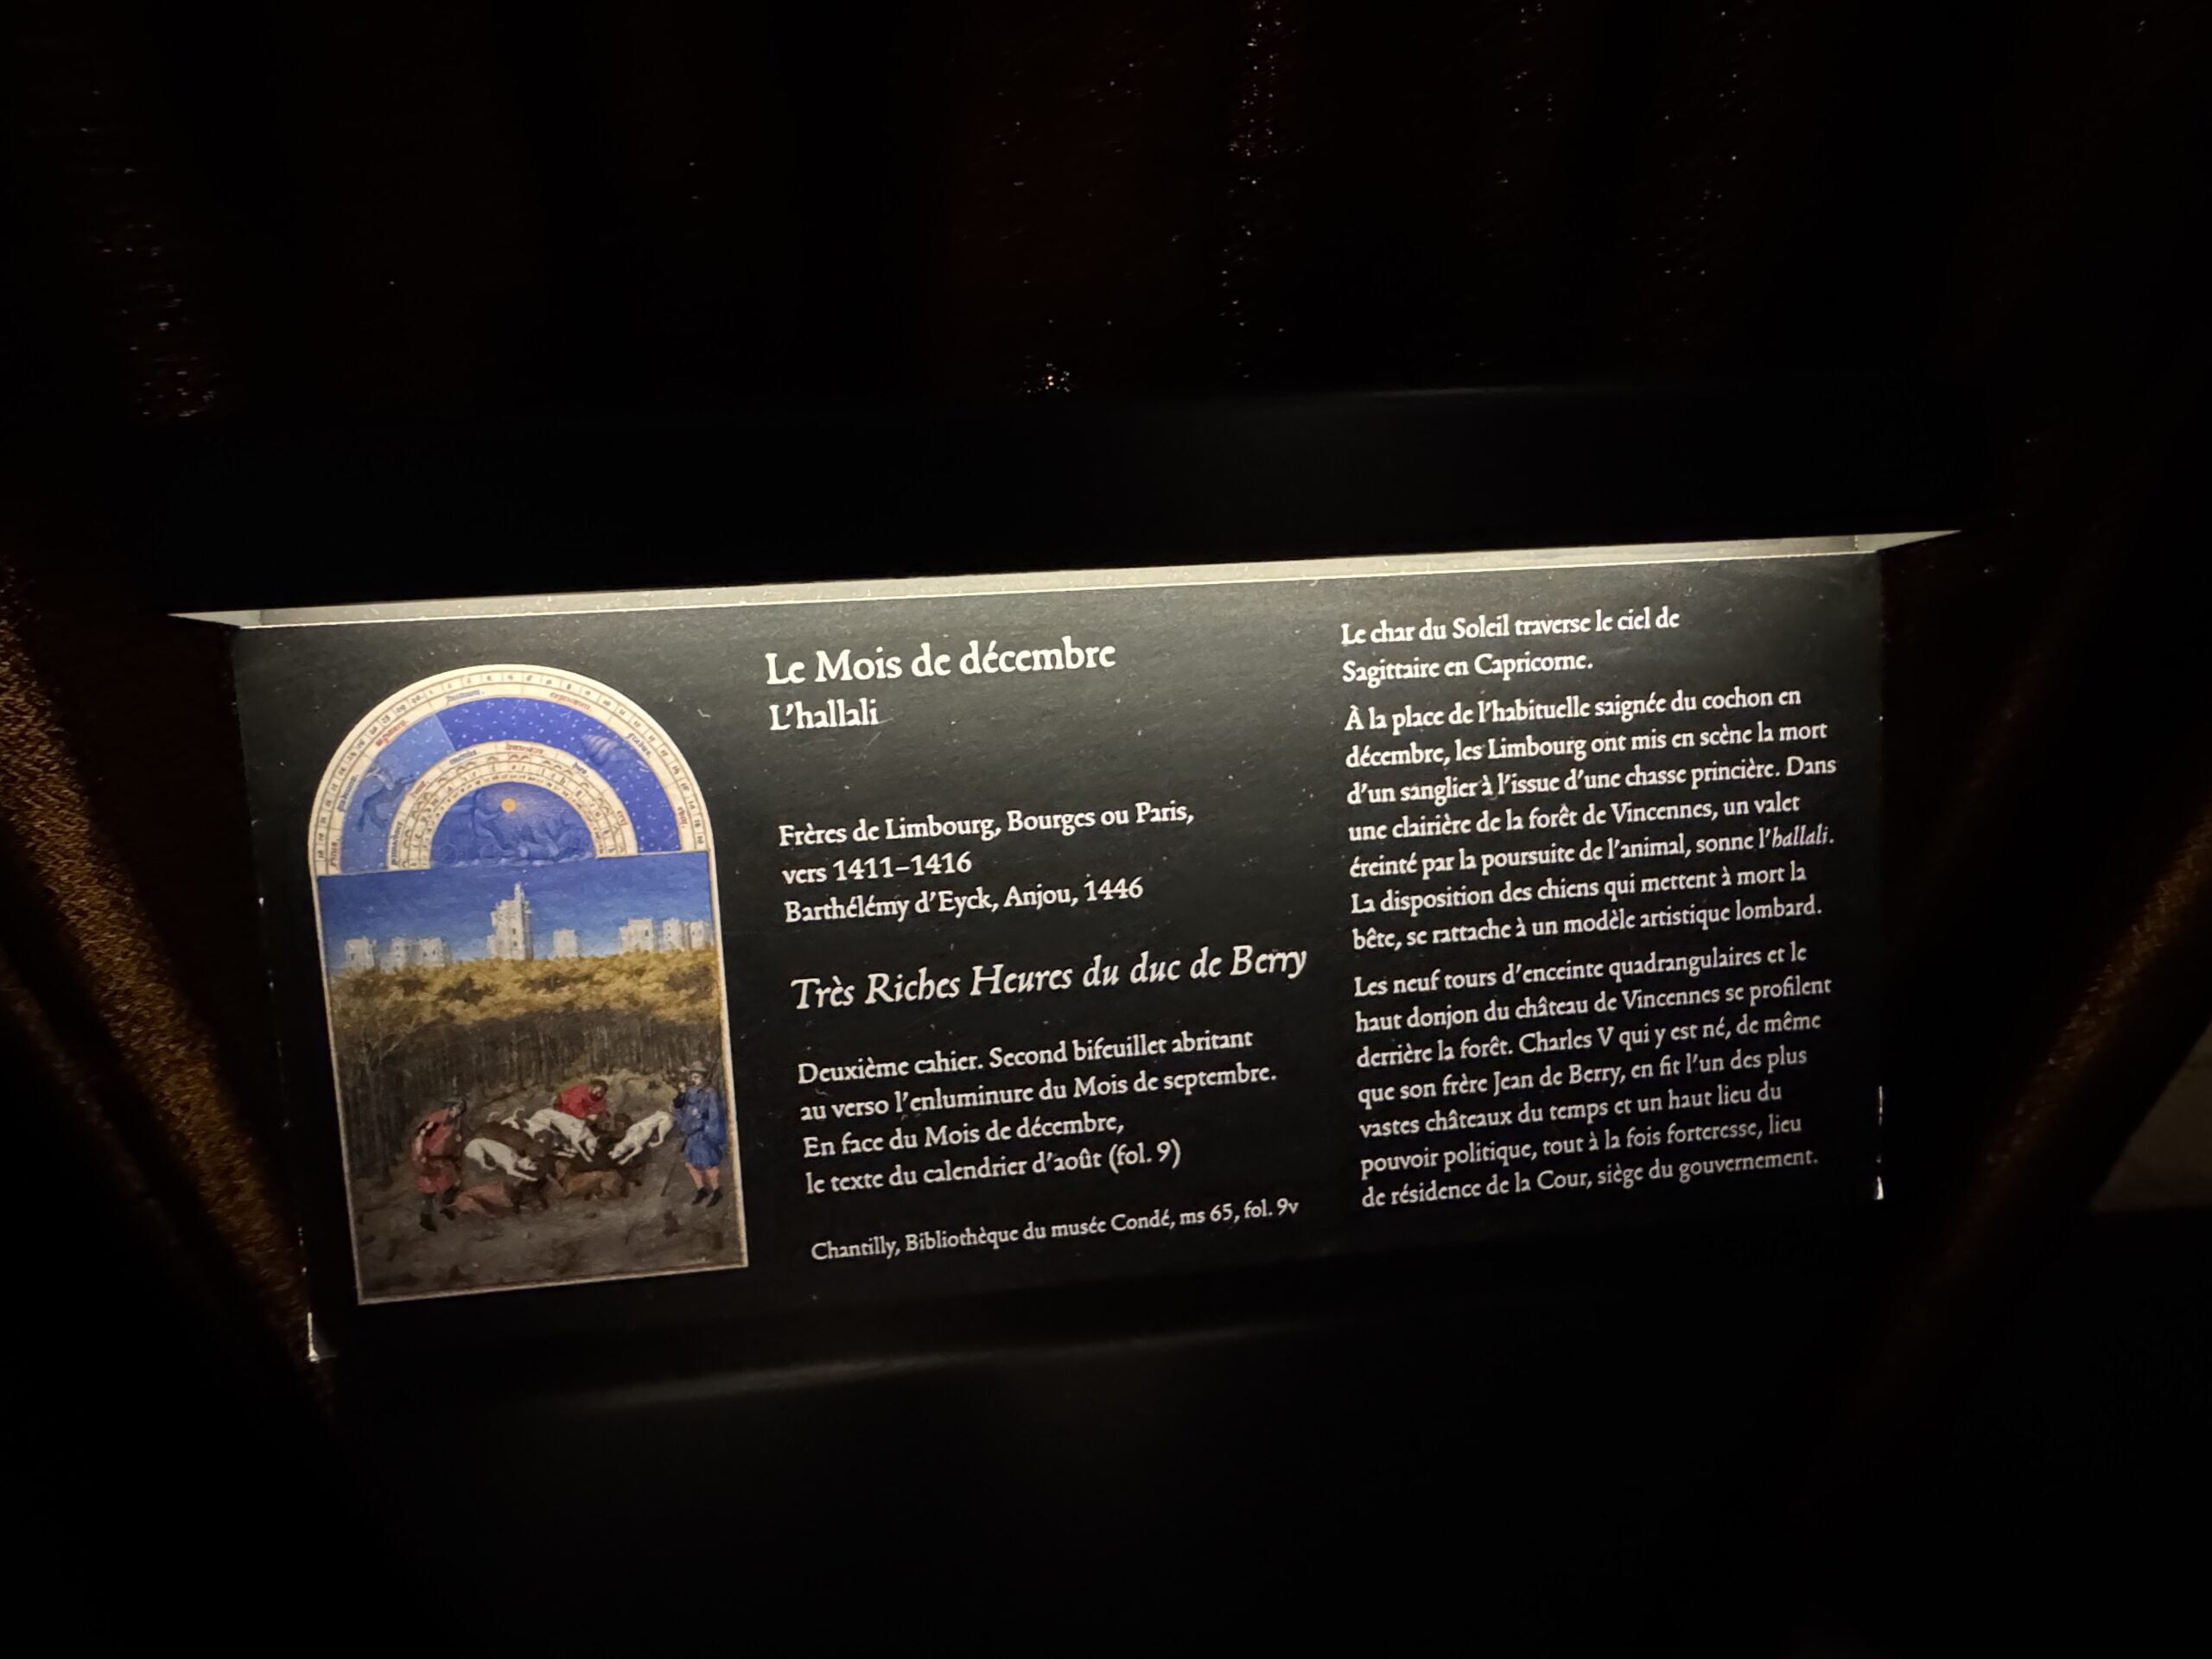 Le Mois de décembre
L'hallali
Frères de Limbourg, Bourges ou Paris,
vers 1411–1416
Barthélémy d'Eyck, Anjou, 1446
Très Riches Heures du duc de Berry
Deuxième cahier. Second bifeuillet abritant
au verso l'enluminure du Mois de septembre.
En face du Mois de décembre,
le texte du calendrier d'août (fol. 9)
Chantilly, Bibliothèque du musée Condé, ms 65, fol. 9v
Le char du Soleil traverse le ciel de
Sagittaire en Capricorne.
À la place de l'habituelle saignée du cochon en
décembre, les Limbourg ont mis en scène la mort
d'un sanglier à l'issue d'une chasse princière. Dans
une clairière de la forêt de Vincennes, un valet
éreinté par la poursuite de l'animal, sonne l'hallali.
La disposition des chiens qui mettent à mort la
bête, se rattache à un modèle artistique lombard.
Les neuf tours d'enceinte quadrangulaires et le
haut donjon du château de Vincennes se profilent
derrière la forêt. Charles V qui y est né, de même
que son frère Jean de Berry, en fit l'un des plus
vastes châteaux du temps et un haut lieu du
pouvoir politique, tout à la fois forteresse, lieu
de résidence de la Cour, siège du gouvernement.